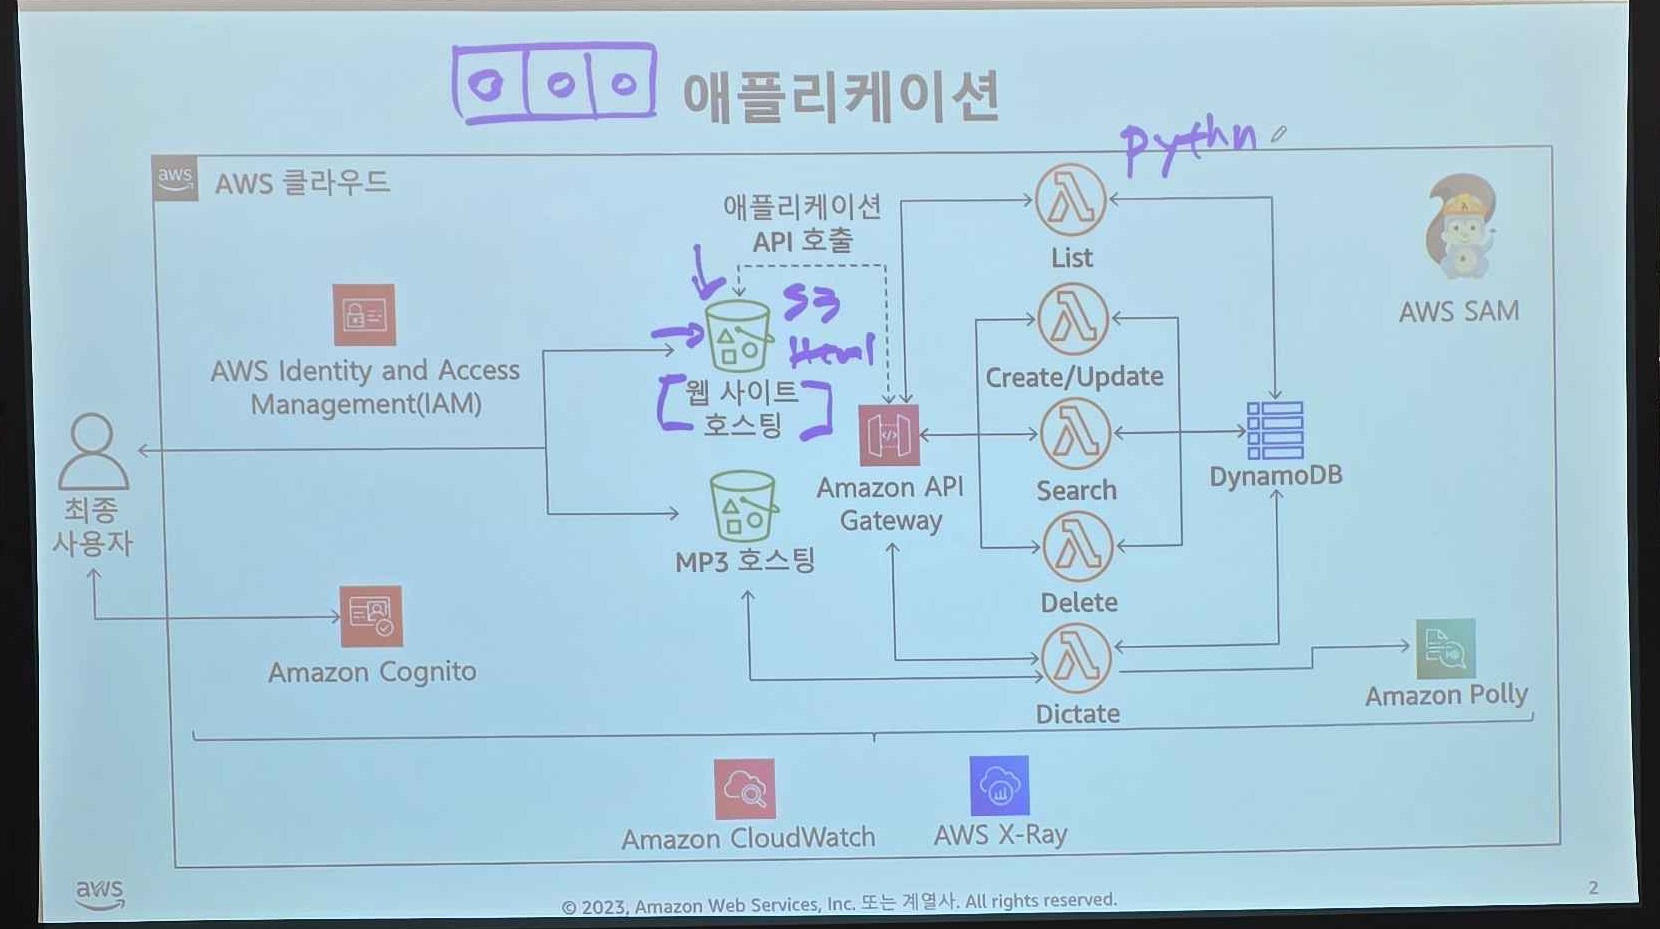 애플리케이션
pythn
aws
AWS 클라우드
애플리케이션
API 호출
List
AWS SAM
S3
Html
AWS Identity and Access
Management(IAM)
Create/Update
웹 사이트
호스팅
DynamoDB
Amazon API
Gateway
Search
최종
사용자
MP3 호스팅
Delete
Amazon Cognito
Amazon Polly
Dictate
Amazon CloudWatch
AWS X-Ray
aws
© 2023, Amazon Web Services, Inc. 또는 계열사. All rights reserved.
2